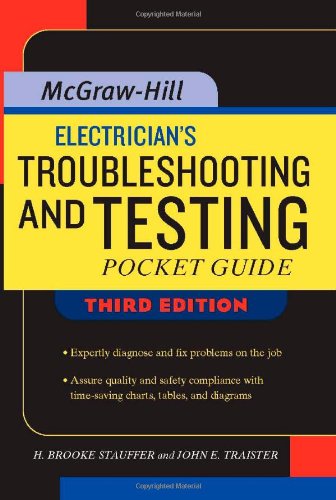 McGraw-Hill
ELECTRICIAN'S
TROUBLESHOOTING
AND TESTING
POCKET GUIDE
THIRD EDITION
• Expertly diagnose and fix problems on the job
• Assure quality and safety compliance with
time-saving charts, tables, and diagrams
H. BROOKE STAUFFER AND JOHN E. TRAISTER